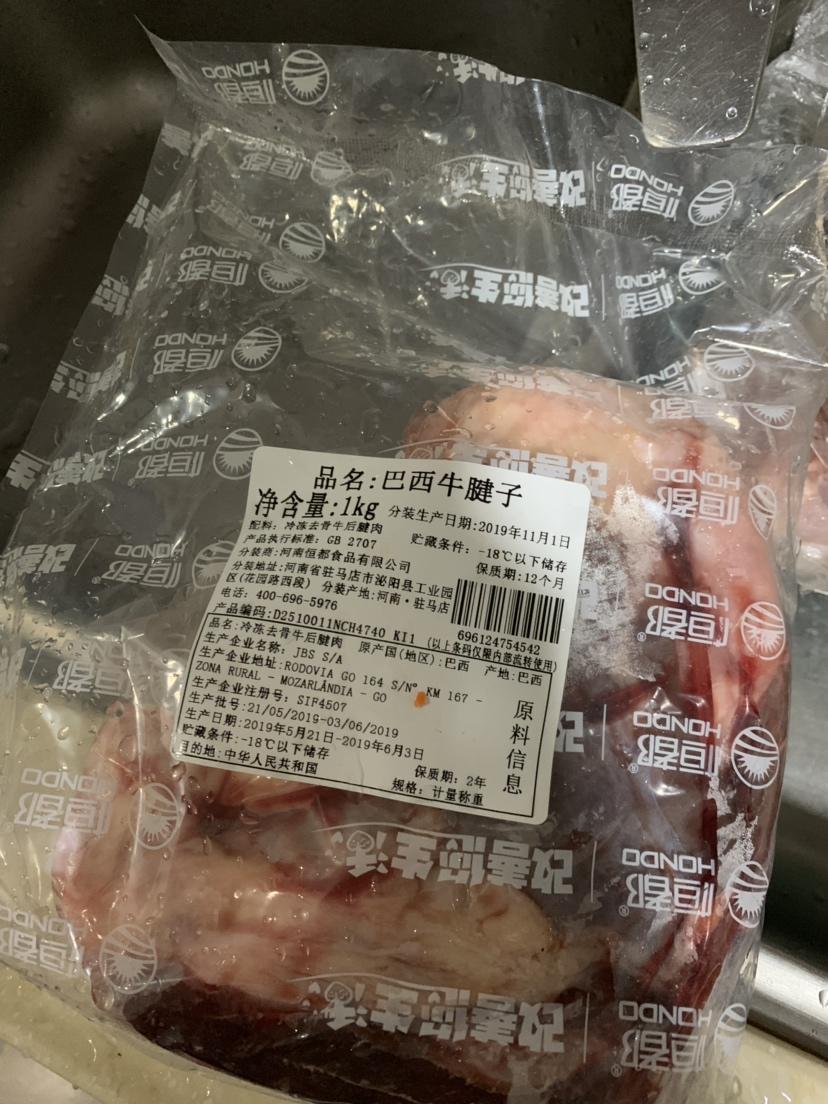 恒都
HONDO
改善你生活
品名:巴西牛腱子
净含量:1kg 分装生产日期:2019年11月1日
配料: 冷冻去骨牛后腱肉
产品执行标准: GB 2707 贮藏条件: -18℃以下储存
分装商:河南恒都食品有限公司 保质期:12个月
分装地址:河南省驻马店市泌阳县工业园
区(花园路西段) 分装产地:河南·驻马店
电话: 400-696-5976
696124754542
产品编码:D2510011NCH4740 KI1 (以上条码仅限内部流转使用)
品名: 冷冻去骨牛后腱肉 原产国(地区):巴西 产地:巴西
生产企业名称: JBS S/A
生产企业地址:RODOVIA GO 164 S/Nº KM 167 -
ZONA RURAL - MOZARLÂNDIA - GO
生产企业注册号: SIF4507
生产批号:21/05/2019-03/06/2019
生产日期:2019年5月21日-2019年6月3日
贮藏条件:-18℃以下储存 保质期: 2年
目的地:中华人民共和国 规格: 计量称重
原料信息